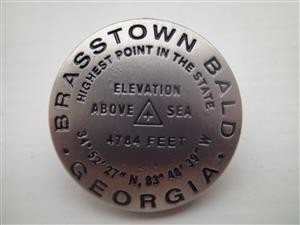 BRASSTOWN BALD
HIGHEST POINT IN THE STATE
ELEVATION
ABOVE SEA
4784 FEET
34° 52' 27" N, 83° 48' 39" W
• GEORGIA •